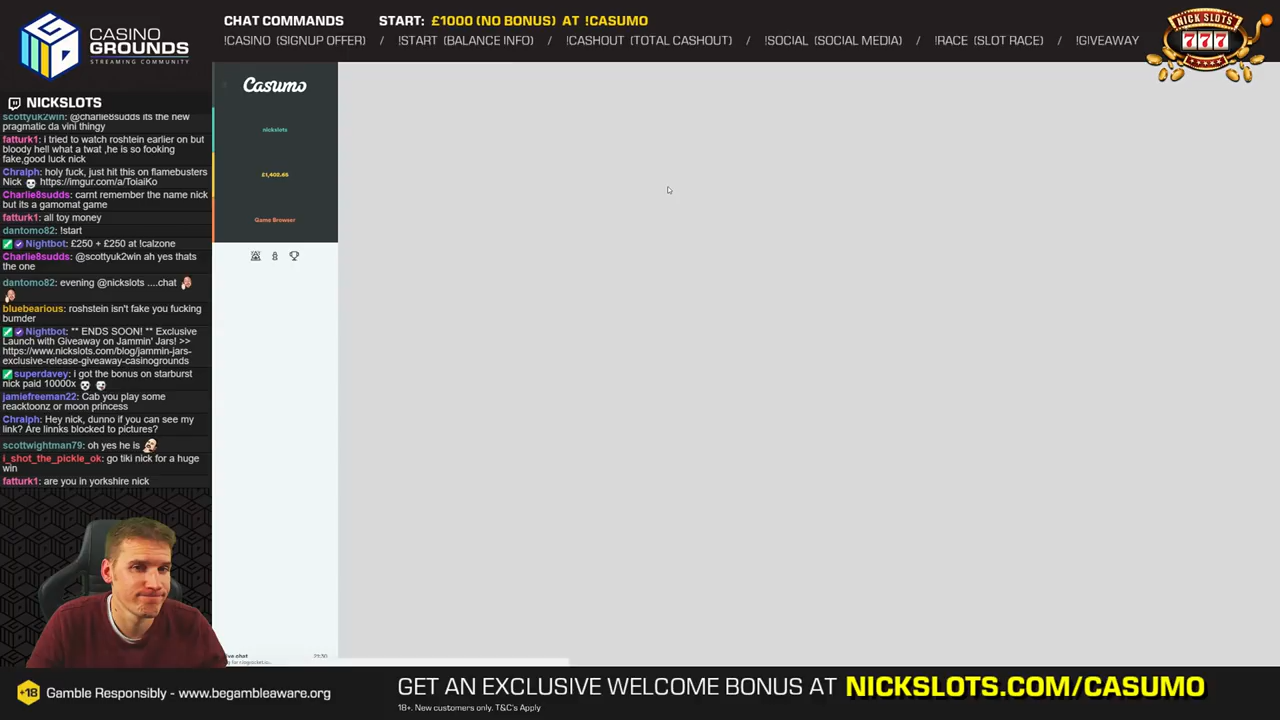 CASINO
GROUNDS
STREAMING COMMUNITY
CHAT COMMANDS START: £1000 (NO BONUS) AT !CASUMO
!CASINO (SIGNUP OFFER) / !START (BALANCE INFO) / !CASHOUT (TOTAL CASHOUT) / !SOCIAL (SOCIAL MEDIA) / !RACE (SLOT RACE) / !GIVEAWAY
NICK SLOTS
777
NICKSLOTS
scottyuk2win: @charlie8sudds its the new
pragmatic da vini thingy
fatturk1: i tried to watch roshtein earlier on but
bloody hell what a twat ,he is so fooking
fake,good luck nick
Chralph: holy fuck, just hit this on flamebusters
Nick https://imgur.com/a/ToiaiKo
Charlie8sudds: carnt remember the name nick
but its a gamomat game
fatturk1: all toy money
dantomo82: !start
Nightbot: £250 + £250 at !calzone
Charlie8sudds: @scottyuk2win ah yes thats
the one
dantomo82: evening @nickslots ....chat
bluebearious: roshstein isn't fake you fucking
bumder
Nightbot: ** ENDS SOON! ** Exclusive
Launch with Giveaway on Jammin' Jars! >>
https://www.nickslots.com/blog/jammin-jars-
exclusive-release-giveaway-casinogrounds
superdavey: i got the bonus on starburst
nick paid 10000x
jamiefreeman22: Cab you play some
reacktoonz or moon princess
Chralph: Hey nick, dunno if you can see my
link? Are linnks blocked to pictures?
scottwightman79: oh yes he is
i_shot_the_pickle_ok: go tiki nick for a huge
win
fatturk1: are you in yorkshire nick
Casumo
nickslots
£1,402.65
Game Browser
+18 Gamble Responsibly - www.begambleaware.org
GET AN EXCLUSIVE WELCOME BONUS AT NICKSLOTS.COM/CASUMO
18+. New customers only. T&C's Apply